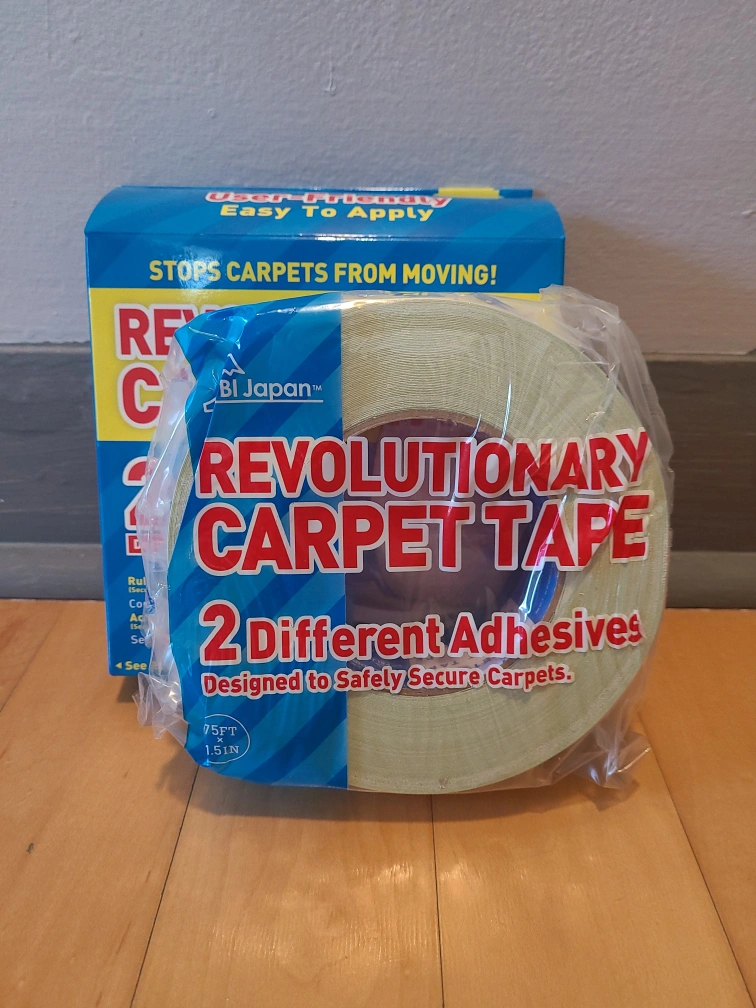 User-Friendly
Easy To Apply
STOPS CARPETS FROM MOVING!
BI Japan™
REVOLUTIONARY
CARPET TAPE
2 Different Adhesives
Designed to Safely Secure Carpets.
75FT
×
1.5IN
See